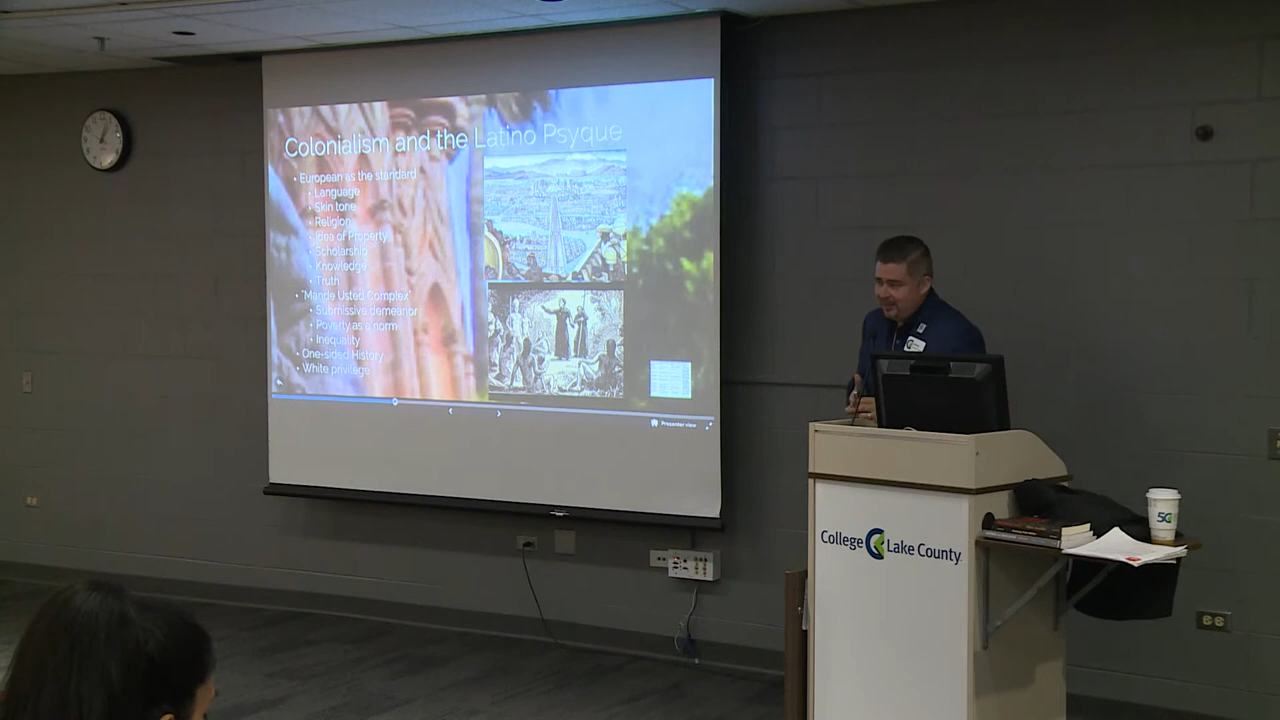 Colonialism and the Latino Psyque
• European as the standard
• Language
• Skin tone
• Religion
• Idea of Property
• Scholarship
• Knowledge
• Truth
• "Mande Usted Complex"
• Submissive demeanor
• Poverty as a norm
• Inequality
• One-sided History
• White privilege
Presenter view
College Lake County
50